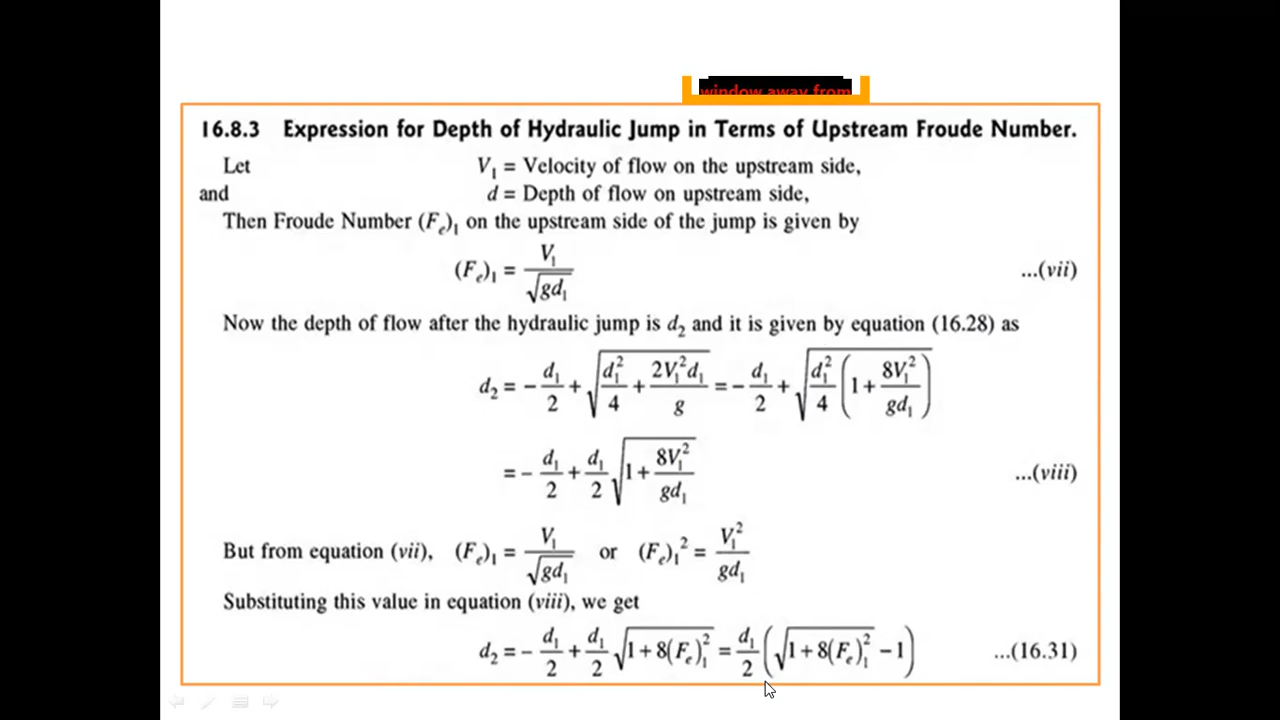 window away from
16.8.3 Expression for Depth of Hydraulic Jump in Terms of Upstream Froude Number.
Let V₁ = Velocity of flow on the upstream side,
and d = Depth of flow on upstream side,
Then Froude Number (Fₑ)₁ on the upstream side of the jump is given by
(Fₑ)₁ = V₁/√(gd₁) ...(vii)
Now the depth of flow after the hydraulic jump is d₂ and it is given by equation (16.28) as
d₂ = − d₁/2 + √(d₁²/4 + 2V₁²d₁/g) = − d₁/2 + √(d₁²/4 (1 + 8V₁²/gd₁))
= − d₁/2 + d₁/2 √(1 + 8V₁²/gd₁) ...(viii)
But from equation (vii), (Fₑ)₁ = V₁/√(gd₁) or (Fₑ)₁² = V₁²/gd₁
Substituting this value in equation (viii), we get
d₂ = − d₁/2 + d₁/2 √(1 + 8(Fₑ)₁²) = d₁/2 (√(1 + 8(Fₑ)₁²) − 1) ...(16.31)